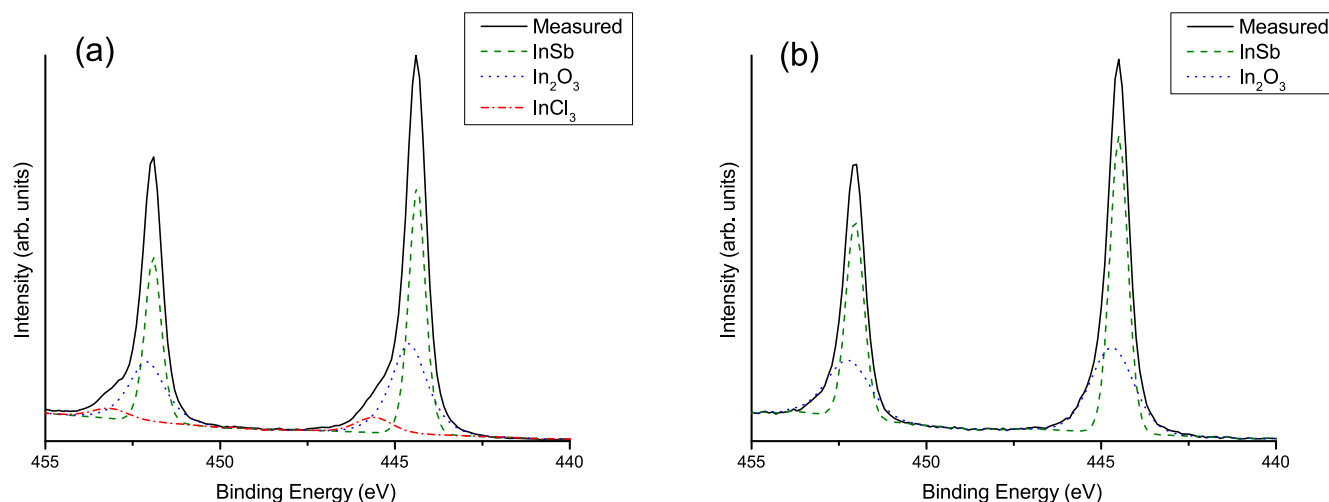 (a)
Measured
InSb
In₂O₃
InCl₃
Intensity (arb. units)
455 450 445 440
Binding Energy (eV)
(b)
Measured
InSb
In₂O₃
Intensity (arb. units)
455 450 445 440
Binding Energy (eV)